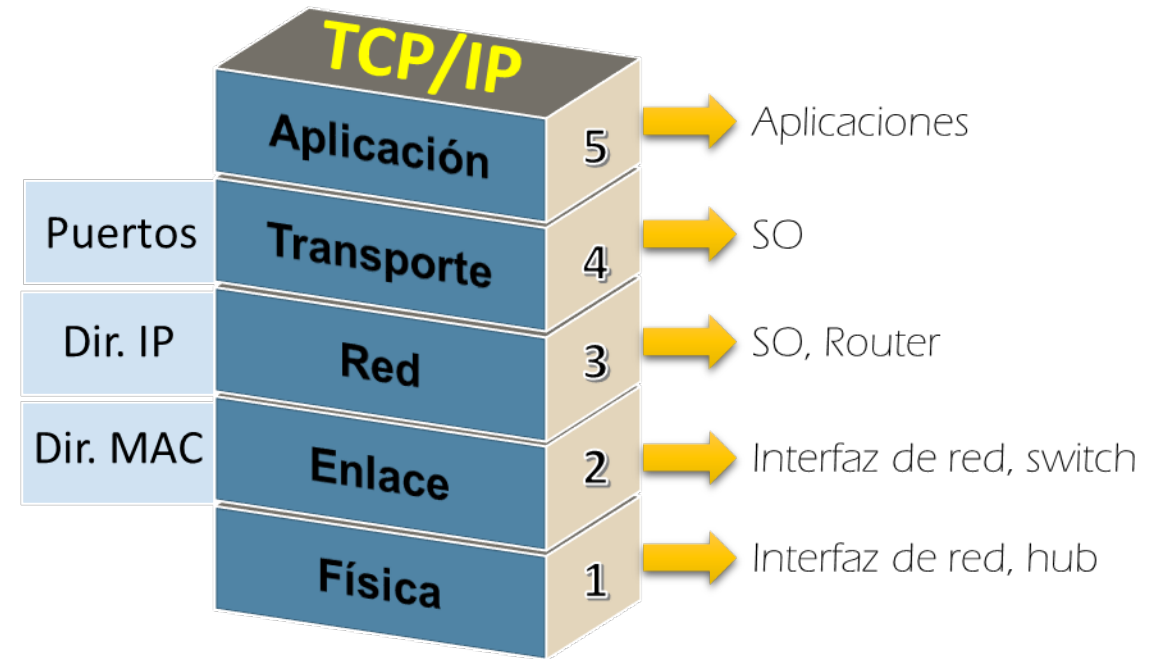 TCP/IP
Aplicación
5
Aplicaciones
Puertos
Transporte
4
SO
Dir. IP
Red
3
SO, Router
Dir. MAC
Enlace
2
Interfaz de red, switch
Física
1
Interfaz de red, hub